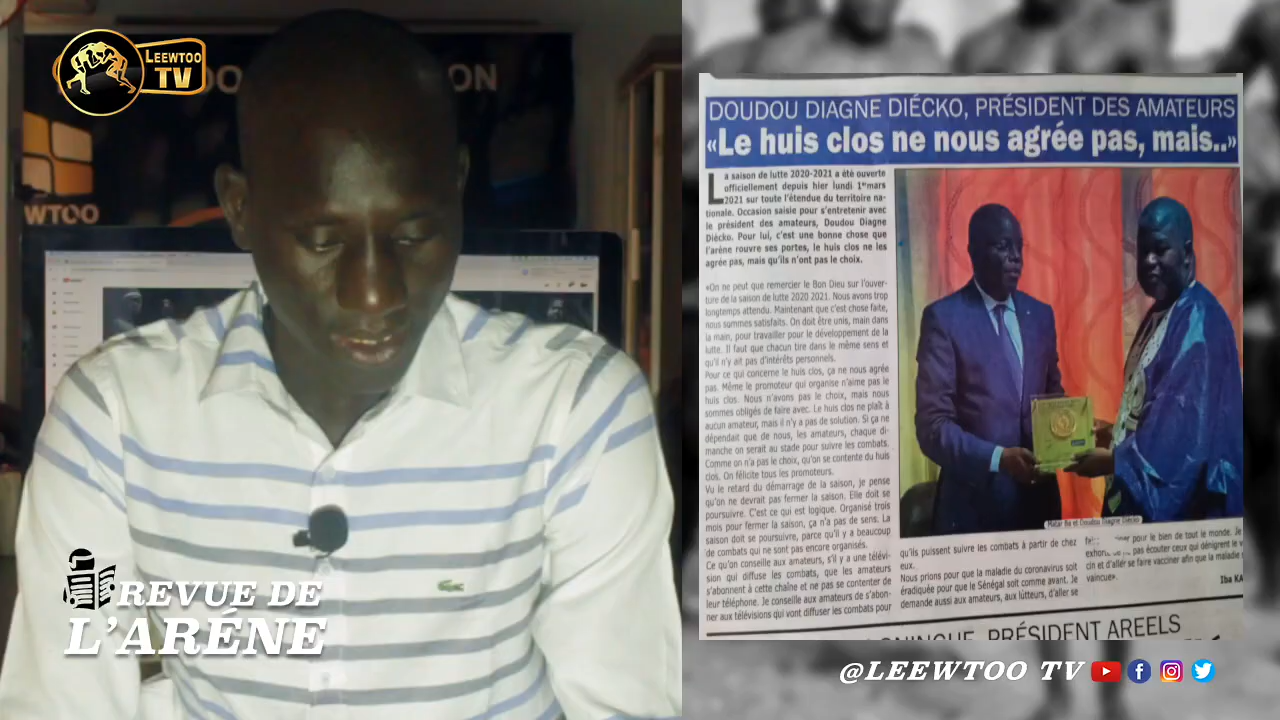 LEEWTOO
TV
ON
WTOO
REVUE DE
L'ARÉNE
DOUDOU DIAGNE DIÉCKO, PRÉSIDENT DES AMATEURS
«Le huis clos ne nous agrée pas, mais..»
La saison de lutte 2020-2021 a été ouverte
officiellement depuis hier lundi 1er mars
2021 sur toute l'étendue du territoire na-
tionale. Occasion saisie pour s'entretenir avec
le président des amateurs, Doudou Diagne
Diécko. Pour lui, c'est une bonne chose que
l'arène rouvre ses portes, le huis clos ne les
agrée pas, mais qu'ils n'ont pas le choix.
«On ne peut que remercier le Bon Dieu sur l'ouver-
ture de la saison de lutte 2020 2021. Nous avons trop
longtemps attendu. Maintenant que c'est chose faite,
nous sommes satisfaits. On doit être unis, main dans
la main, pour travailler pour le développement de la
lutte. Il faut que chacun tire dans le même sens et
qu'il n'y ait pas d'intérêts personnels.
Pour ce qui concerne le huis clos, ça ne nous agrée
pas. Même le promoteur qui organise n'aime pas le
huis clos. Nous n'avons pas le choix, mais nous
sommes obligés de faire avec. Le huis clos ne plaît à
aucun amateur, mais il n'y a pas de solution. Si ça ne
dépendait que de nous, les amateurs, chaque di-
manche on serait au stade pour suivre les combats.
Comme on n'a pas le choix, qu'on se contente du huis
clos. On félicite tous les promoteurs.
Vu le retard du démarrage de la saison, je pense
qu'on ne devrait pas fermer la saison. Elle doit se
poursuivre. C'est ce qui est logique. Organisé trois
mois pour fermer la saison, ça n'a pas de sens. La
saison doit se poursuivre, parce qu'il y a beaucoup
de combats qui ne sont pas encore organisés.
Ce qu'on conseille aux amateurs, s'il y a une télévi-
sion qui diffuse les combats, que les amateurs
s'abonnent à cette chaîne et ne pas se contenter de
leur téléphone. Je conseille aux amateurs de s'abon-
ner aux télévisions qui vont diffuser les combats pour
Matar Ba et Doudou Diagne Diécko
qu'ils puissent suivre les combats à partir de chez
eux.
Nous prions pour que la maladie du coronavirus soit
éradiquée pour que le Sénégal soit comme avant. Je
demande aussi aux amateurs, aux lutteurs, d'aller se
pour le bien de tout le monde. Je
pas écouter ceux qui dénigrent le v
cin et d'aller se faire vacciner afin que la maladie
vaincue».
Iba KA
PRÉSIDENT AREELS
@LEEWTOO TV